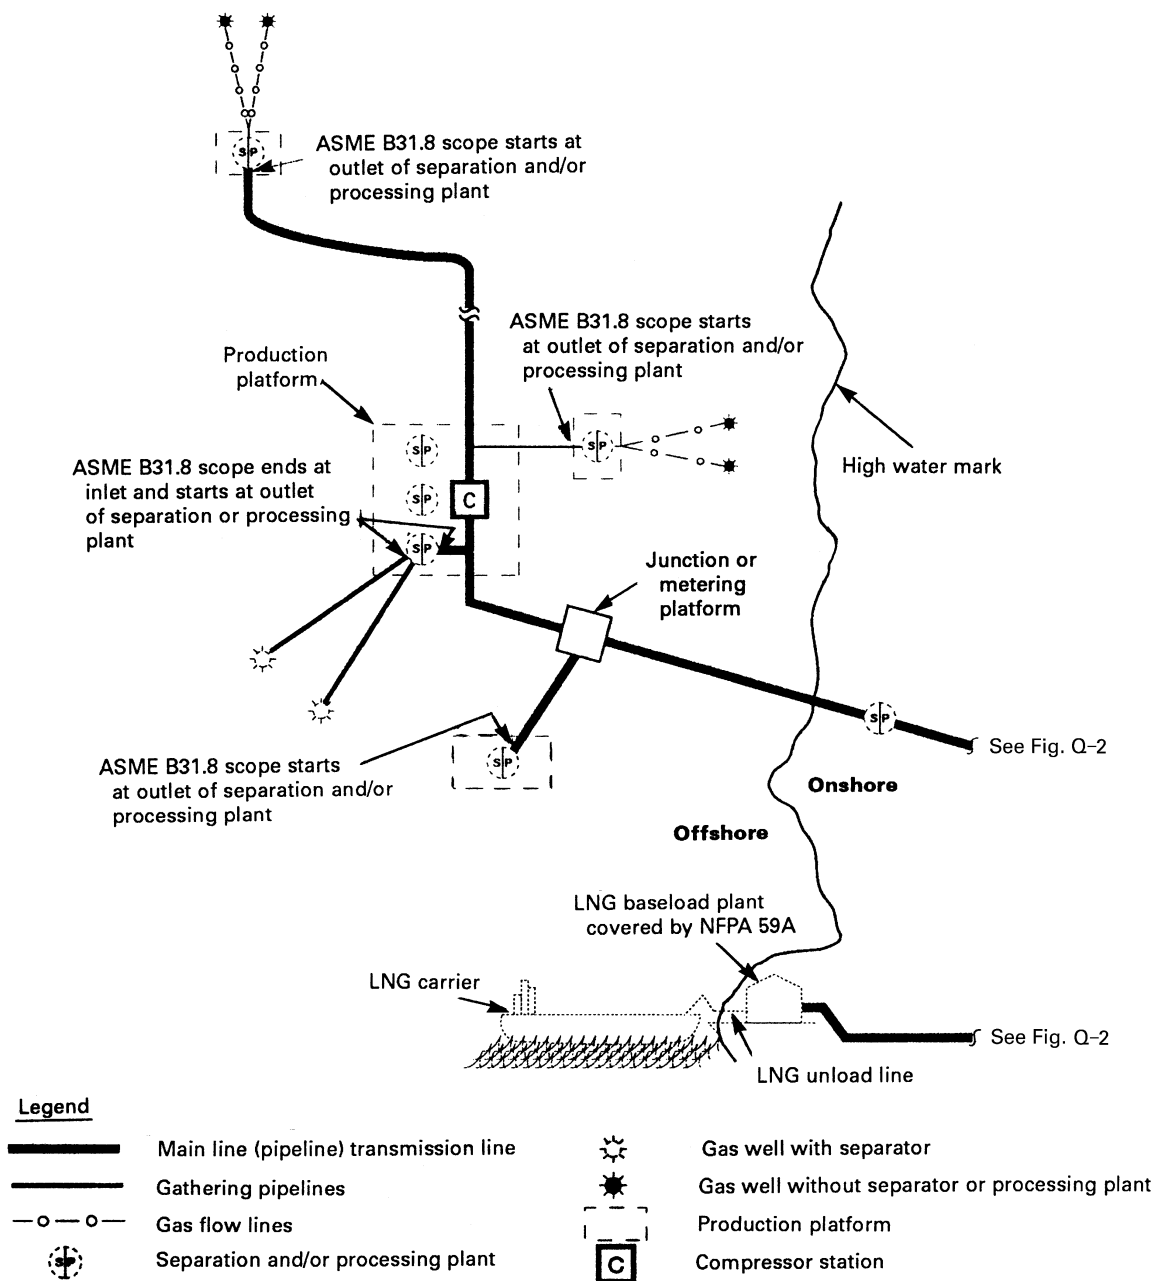 S P
ASME B31.8 scope starts at
outlet of separation and/or
processing plant
ASME B31.8 scope starts
at outlet of separation and/or
processing plant
Production
platform
High water mark
S P
S P
ASME B31.8 scope ends at
inlet and starts at outlet
of separation or processing
plant
S P
C
S P
Junction or
metering
platform
S P
See Fig. Q–2
ASME B31.8 scope starts
at outlet of separation and/or
processing plant
S P
Onshore
Offshore
LNG baseload plant
covered by NFPA 59A
LNG carrier
See Fig. Q–2
LNG unload line
Legend
Main line (pipeline) transmission line
Gathering pipelines
Gas flow lines
S P
Separation and/or processing plant
Gas well with separator
Gas well without separator or processing plant
Production platform
C
Compressor station